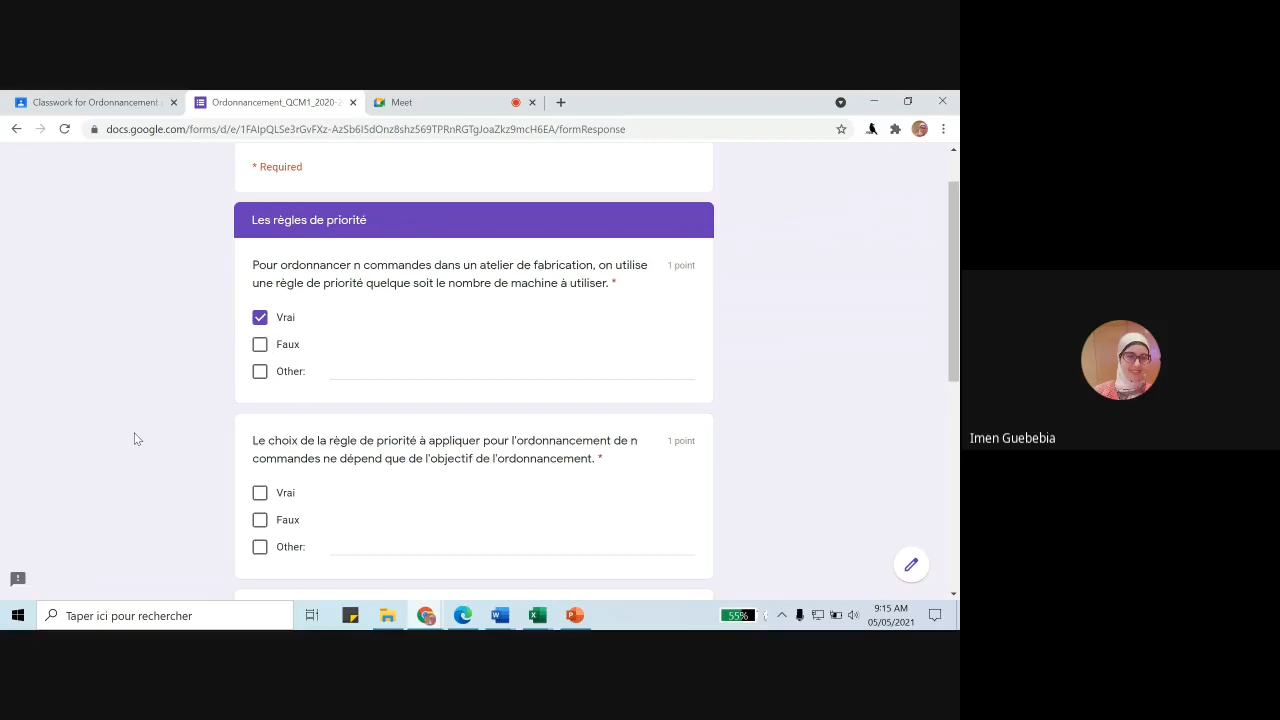 Classwork for Ordonnancement
Ordonnancement_QCM1_2020-2
Meet
docs.google.com/forms/d/e/1FAIpQLSe3rGvFXz-AzSb6I5dOnz8shz569TPRnRGTgJoaZkz9mcH6EA/formResponse
* Required
Les règles de priorité
Pour ordonnancer n commandes dans un atelier de fabrication, on utilise
une règle de priorité quelque soit le nombre de machine à utiliser. *
1 point
Vrai
Faux
Other:
Le choix de la règle de priorité à appliquer pour l'ordonnancement de n
commandes ne dépend que de l'objectif de l'ordonnancement. *
1 point
Vrai
Faux
Other:
Imen Guebebia
Taper ici pour rechercher
55%
9:15 AM
05/05/2021